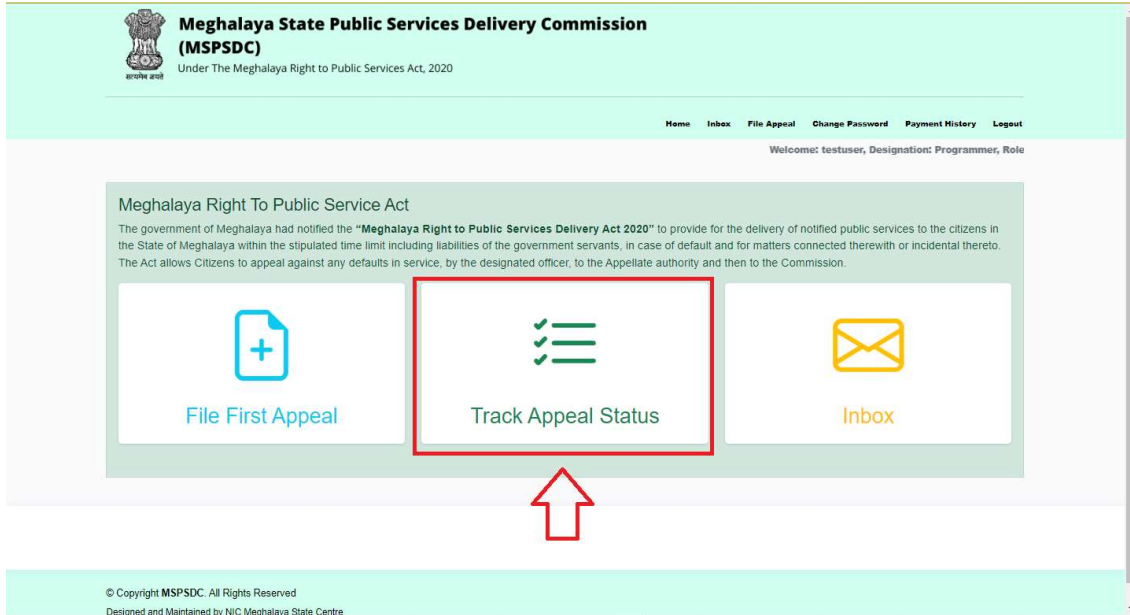 Meghalaya State Public Services Delivery Commission
(MSPSDC)
Under The Meghalaya Right to Public Services Act, 2020
सत्यमेव जयते
Home Inbox File Appeal Change Password Payment History Logout
Welcome: testuser, Designation: Programmer, Role
Meghalaya Right To Public Service Act
The government of Meghalaya had notified the “Meghalaya Right to Public Services Delivery Act 2020” to provide for the delivery of notified public services to the citizens in
the State of Meghalaya within the stipulated time limit including liabilities of the government servants, in case of default and for matters connected therewith or incidental thereto.
The Act allows Citizens to appeal against any defaults in service, by the designated officer, to the Appellate authority and then to the Commission.
File First Appeal
Track Appeal Status
Inbox
© Copyright MSPSDC. All Rights Reserved
Designed and Maintained by NIC Meghalaya State Centre